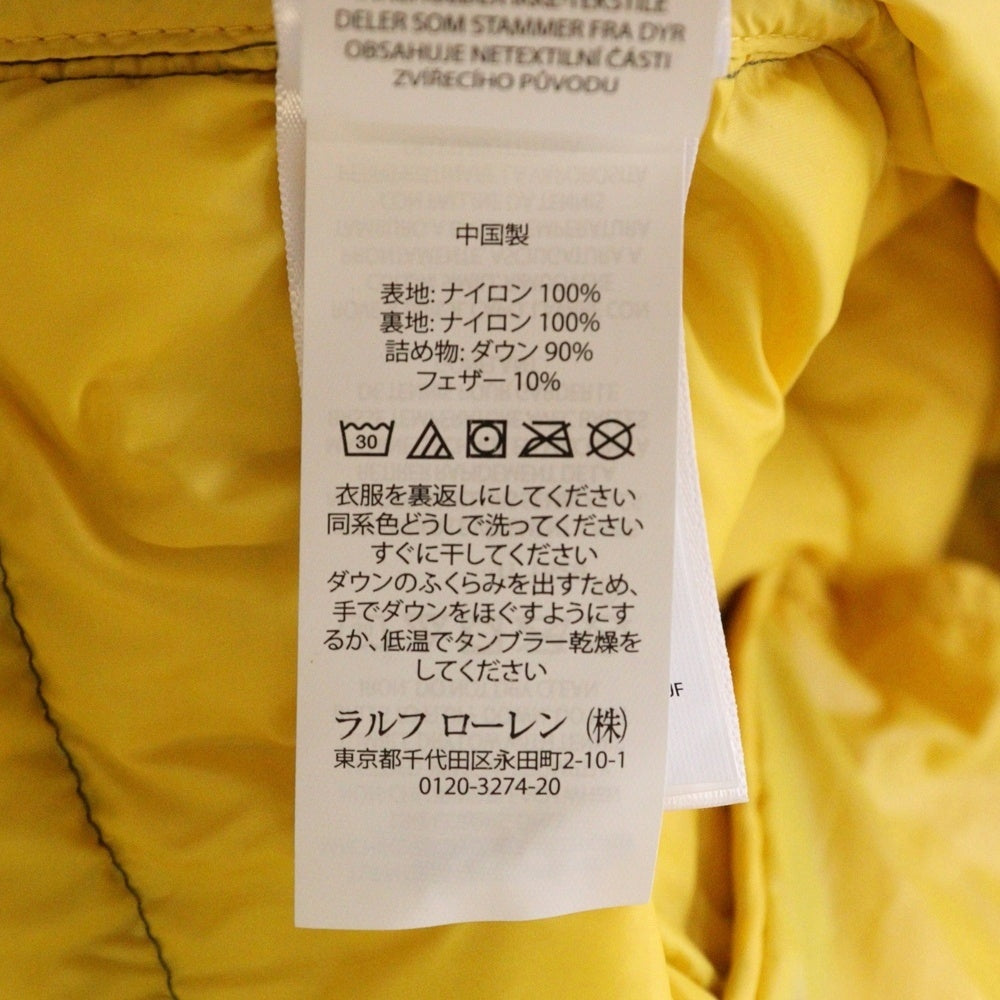 DELER SOM STAMMER FRA DYR
OBSAHUJE NETEXTILNÍ ČÁSTI
ZVÍŘECÍHO PŮVODU
中国製
表地: ナイロン 100%
裏地: ナイロン 100%
詰め物: ダウン 90%
フェザー 10%
30
衣服を裏返しにしてください
同系色どうしで洗ってください
すぐに干してください
ダウンのふくらみを出すため、
手でダウンをほぐすようにす
るか、低温でタンブラー乾燥を
してください
ラルフ ローレン （株）
東京都千代田区永田町2-10-1
0120-3274-20